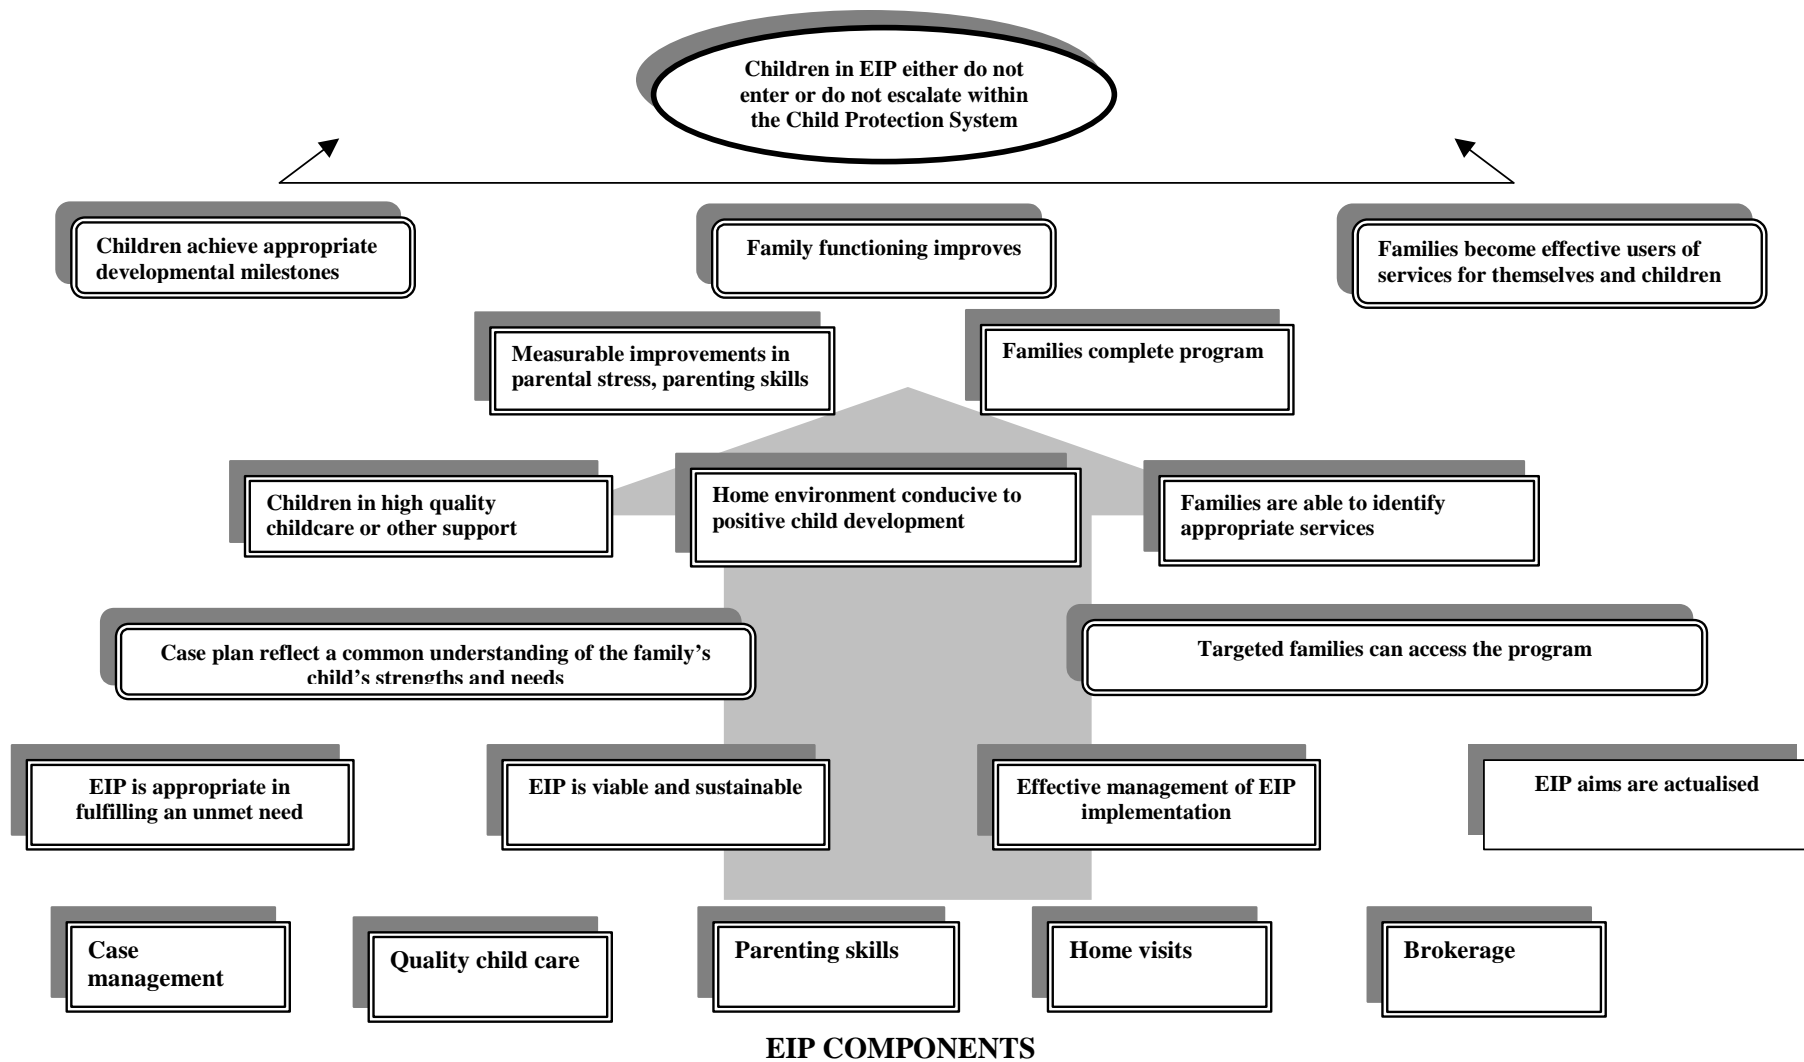 Children in EIP either do not
enter or do not escalate within
the Child Protection System
Children achieve appropriate
developmental milestones
Family functioning improves
Families become effective users of
services for themselves and children
Measurable improvements in
parental stress, parenting skills
Families complete program
Children in high quality
childcare or other support
Home environment conducive to
positive child development
Families are able to identify
appropriate services
Case plan reflect a common understanding of the family’s
child’s strengths and needs
Targeted families can access the program
EIP is appropriate in
fulfilling an unmet need
EIP is viable and sustainable
Effective management of EIP
implementation
EIP aims are actualised
Case
management
Quality child care
Parenting skills
Home visits
Brokerage
EIP COMPONENTS